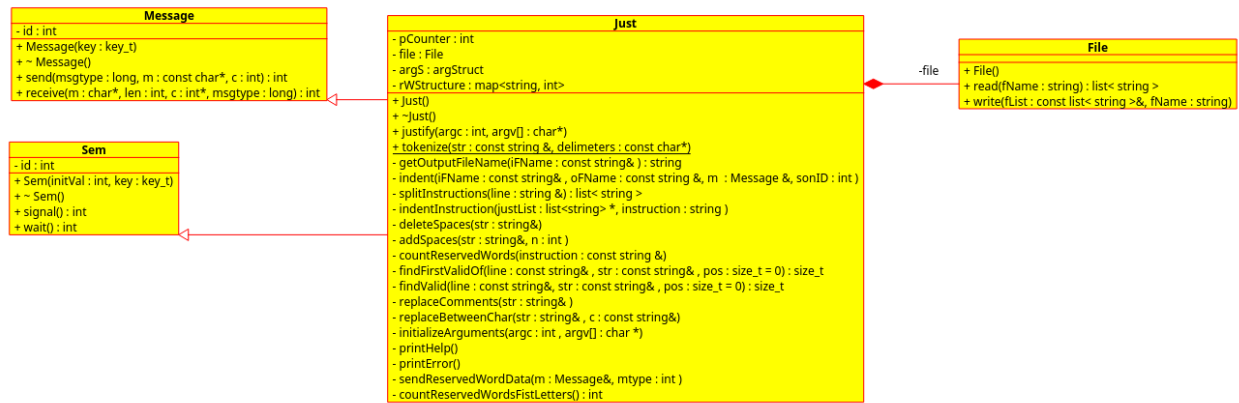 Message
- id : int
+ Message(key : key_t)
+ ~ Message()
+ send(msgtype : long, m : const char*, c : int) : int
+ receive(m : char*, len : int, c : int*, msgtype : long) : int
Sem
- id : int
+ Sem(initVal : int, key : key_t)
+ ~ Sem()
+ signal() : int
+ wait() : int
Just
- pCounter : int
- file : File
- argS : argStruct
- rWStructure : map<string, int>
+ Just()
+ ~Just()
+ justify(argc : int, argv[] : char*)
+ tokenize(str : const string &, delimeters : const char*)
- getOutputFileName(iFName : const string& ) : string
- indent(iFName : const string& , oFName : const string &, m  : Message &, sonID : int )
- splitInstructions(line : string &) : list< string >
- indentInstruction(justList : list<string> *, instruction : string )
- deleteSpaces(str : string&)
- addSpaces(str : string&, n : int )
- countReservedWords(instruction : const string &)
- findFirstValidOf(line : const string& , str : const string& , pos : size_t = 0) : size_t
- findValid(line : const string&, str : const string& , pos : size_t = 0) : size_t
- replaceComments(str : string& )
- replaceBetweenChar(str : string& , c : const string&)
- initializeArguments(argc : int , argv[] : char *)
- printHelp()
- printError()
- sendReservedWordData(m : Message&, mtype : int )
- countReservedWordsFistLetters() : int
-file
File
+ File()
+ read(fName : string) : list< string >
+ write(fList : const list< string >&, fName : string)